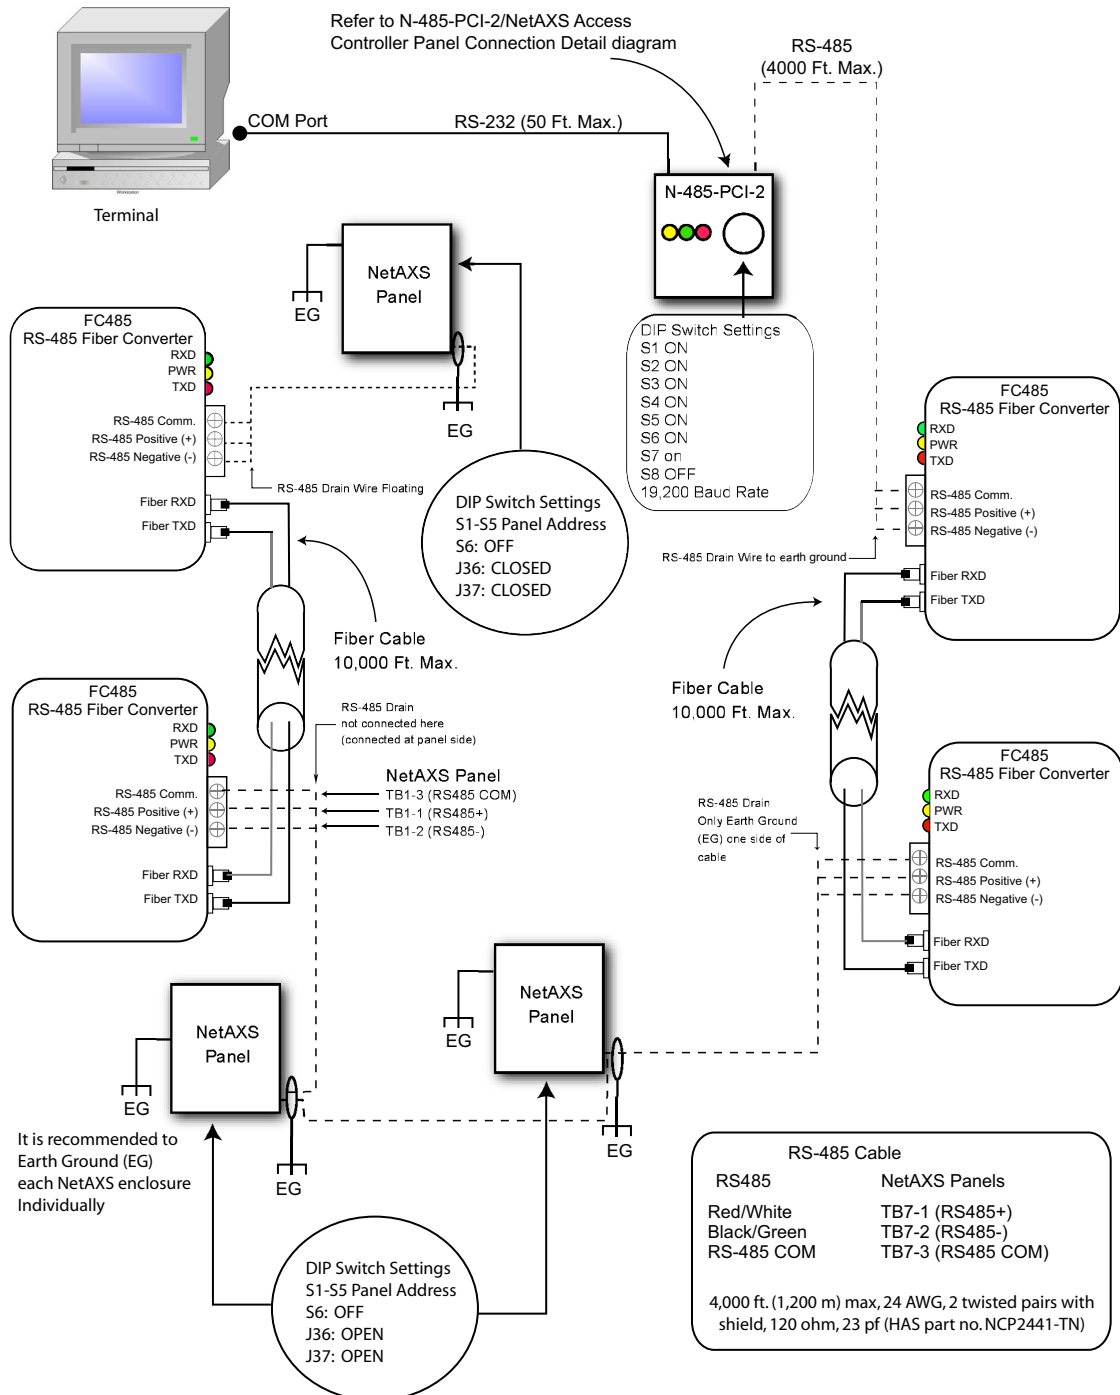 Refer to N-485-PCI-2/NetAXS Access
Controller Panel Connection Detail diagram
RS-485
(4000 Ft. Max.)
COM Port
RS-232 (50 Ft. Max.)
Workstation
Terminal
N-485-PCI-2
NetAXS
Panel
EG
EG
DIP Switch Settings
S1 ON
S2 ON
S3 ON
S4 ON
S5 ON
S6 ON
S7 on
S8 OFF
19,200 Baud Rate
FC485
RS-485 Fiber Converter
RXD
PWR
TXD
RS-485 Comm.
RS-485 Positive (+)
RS-485 Negative (-)
Fiber RXD
Fiber TXD
RS-485 Drain Wire Floating
DIP Switch Settings
S1-S5 Panel Address
S6: OFF
J36: CLOSED
J37: CLOSED
FC485
RS-485 Fiber Converter
RXD
PWR
TXD
RS-485 Comm.
RS-485 Positive (+)
RS-485 Negative (-)
RS-485 Drain Wire to earth ground
Fiber RXD
Fiber TXD
Fiber Cable
10,000 Ft. Max.
Fiber Cable
10,000 Ft. Max.
FC485
RS-485 Fiber Converter
RXD
PWR
TXD
RS-485 Comm.
RS-485 Positive (+)
RS-485 Negative (-)
Fiber RXD
Fiber TXD
RS-485 Drain
not connected here
(connected at panel side)
NetAXS Panel
TB1-3 (RS485 COM)
TB1-1 (RS485+)
TB1-2 (RS485-)
RS-485 Drain
Only Earth Ground
(EG) one side of
cable
FC485
RS-485 Fiber Converter
RXD
PWR
TXD
RS-485 Comm.
RS-485 Positive (+)
RS-485 Negative (-)
Fiber RXD
Fiber TXD
NetAXS
Panel
EG
EG
NetAXS
Panel
EG
EG
It is recommended to
Earth Ground (EG)
each NetAXS enclosure
Individually
DIP Switch Settings
S1-S5 Panel Address
S6: OFF
J36: OPEN
J37: OPEN
RS-485 Cable
RS485 NetAXS Panels
Red/White TB7-1 (RS485+)
Black/Green TB7-2 (RS485-)
RS-485 COM TB7-3 (RS485 COM)
4,000 ft. (1,200 m) max, 24 AWG, 2 twisted pairs with
shield, 120 ohm, 23 pf (HAS part no. NCP2441-TN)